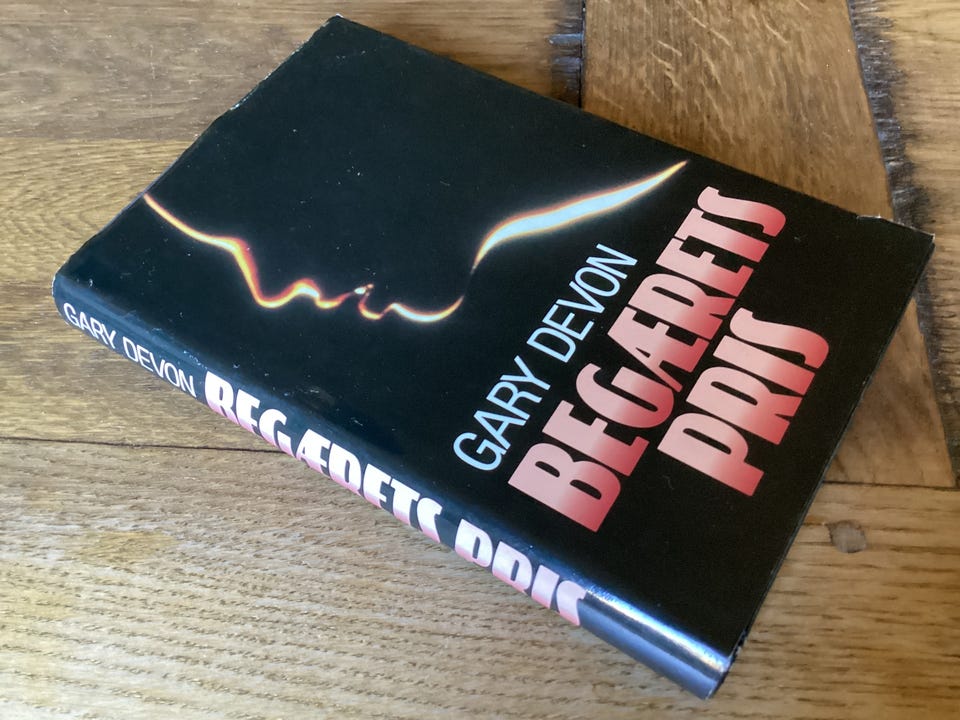 GARY DEVON
BEGÆRETS
PRIS
GARY DEVON BEGÆRETS PRIS